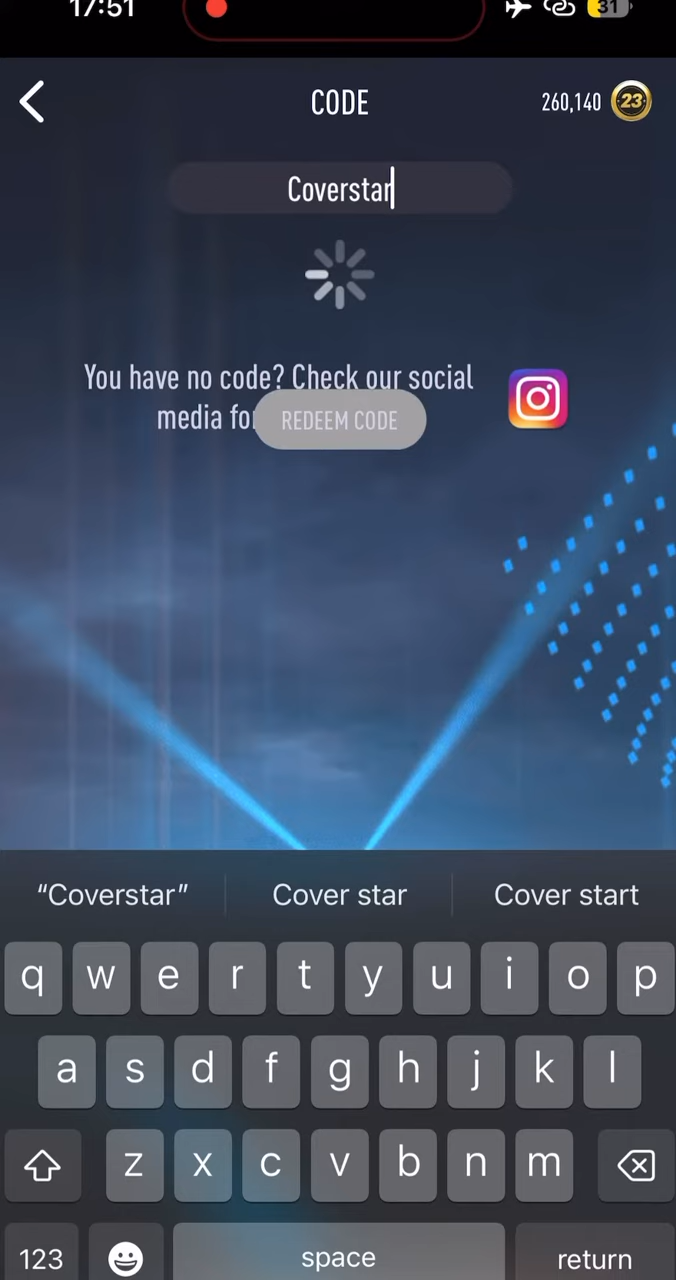 17:51
31
CODE
260,140 23
Coverstar
You have no code? Check our social
media for
REDEEM CODE
“Coverstar”
Cover star
Cover start
q w e r t y u i o p
a s d f g h j k l
z x c v b n m
123 space return